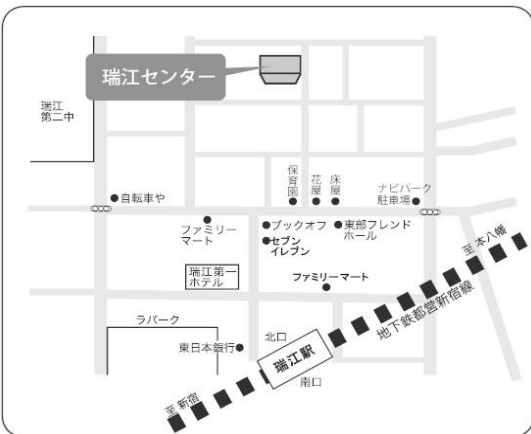 瑞江センター
瑞江
第二中
保育園
花屋
床屋
ナビパーク
駐車場
自転車や
ファミリー
マート
ブックオフ
東部フレンド
ホール
セブン
イレブン
至本八幡
瑞江第一
ホテル
ファミリーマート
地下鉄都営新宿線
ラパーク
北口
東日本銀行
瑞江駅
南口
至新宿